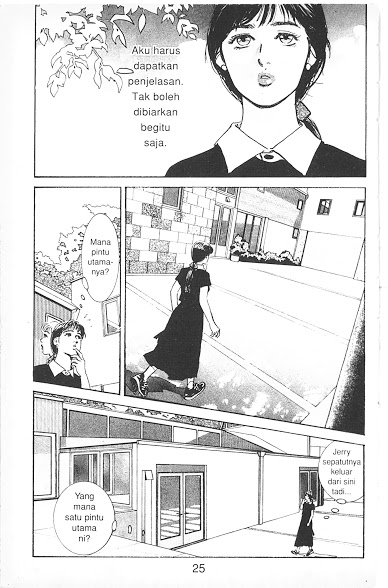 Aku harus
dapatkan
penjelasan.
Tak boleh
dibiarkan
begitu
saja.
Mana
pintu
utama-
nya?
Jerry
sepatutnya
keluar
dari sini
tadi...
Yang
mana
satu pintu
utama
ni?
25